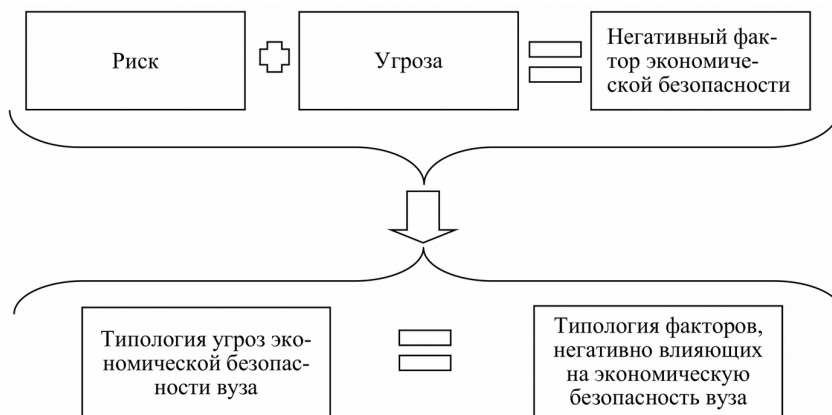 Риск
Угроза
Негативный фак-
тор экономиче-
ской безопасности
Типология угроз эко-
номической безопас-
ности вуза
Типология факторов,
негативно влияющих
на экономическую
безопасность вуза